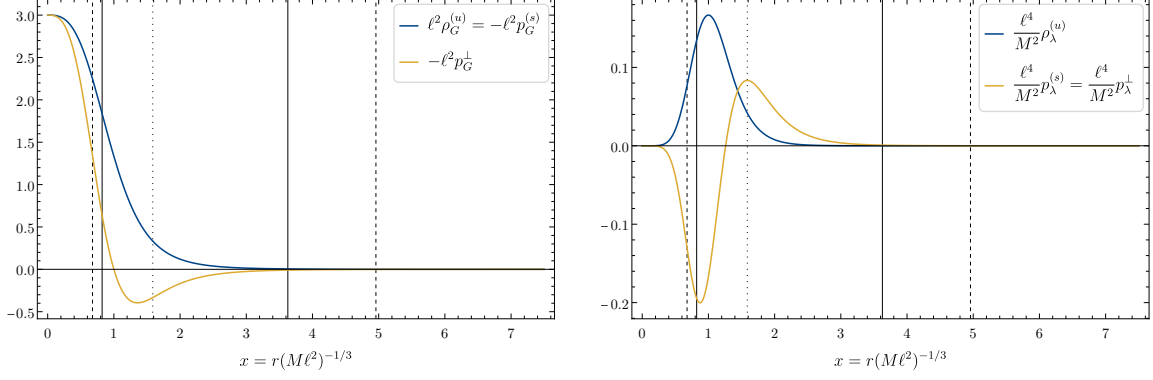 3.0
2.5
2.0
1.5
1.0
0.5
0.0
−0.5
0 1 2 3 4 5 6 7
x = r(Mℓ²)^{−1/3}
ℓ²ρ_G^{(u)} = −ℓ²p_G^{(s)}
−ℓ²p_G^⊥
0.1
0.0
−0.1
−0.2
0 1 2 3 4 5 6 7
x = r(Mℓ²)^{−1/3}
ℓ⁴/M² ρ_λ^{(u)}
ℓ⁴/M² p_λ^{(s)} = ℓ⁴/M² p_λ^⊥